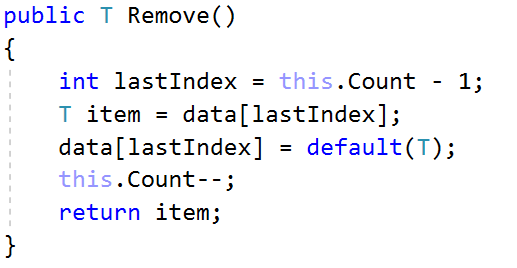 public T Remove()
{
    int lastIndex = this.Count - 1;
    T item = data[lastIndex];
    data[lastIndex] = default(T);
    this.Count--;
    return item;
}